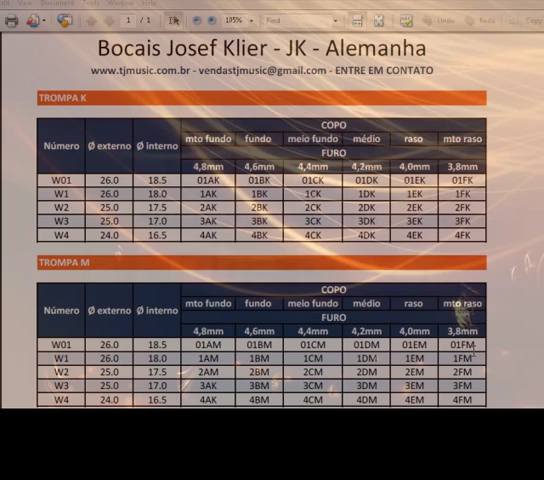 Edit View Document Tools Window Help
1 / 1 105% Find Undo Redo Copy
Bocais Josef Klier - JK - Alemanha
www.tjmusic.com.br - vendastjmusic@gmail.com - ENTRE EM CONTATO
TROMPA K
Número Ø externo Ø interno COPO
mto fundo fundo meio fundo médio raso mto raso
FURO
4,8mm 4,6mm 4,4mm 4,2mm 4,0mm 3,8mm
W01 26.0 18.5 01AK 01BK 01CK 01DK 01EK 01FK
W1 26.0 18.0 1AK 1BK 1CK 1DK 1EK 1FK
W2 25.0 17.5 2AK 2BK 2CK 2DK 2EK 2FK
W3 25.0 17.0 3AK 3BK 3CK 3DK 3EK 3FK
W4 24.0 16.5 4AK 4BK 4CK 4DK 4EK 4FK
TROMPA M
Número Ø externo Ø interno COPO
mto fundo fundo meio fundo médio raso mto raso
FURO
4,8mm 4,6mm 4,4mm 4,2mm 4,0mm 3,8mm
W01 26.0 18.5 01AM 01BM 01CM 01DM 01EM 01FM
W1 26.0 18.0 1AM 1BM 1CM 1DM 1EM 1FM
W2 25.0 17.5 2AM 2BM 2CM 2DM 2EM 2FM
W3 25.0 17.0 3AK 3BM 3CM 3DM 3EM 3FM
W4 24.0 16.5 4AK 4BM 4CM 4DM 4EM 4FM